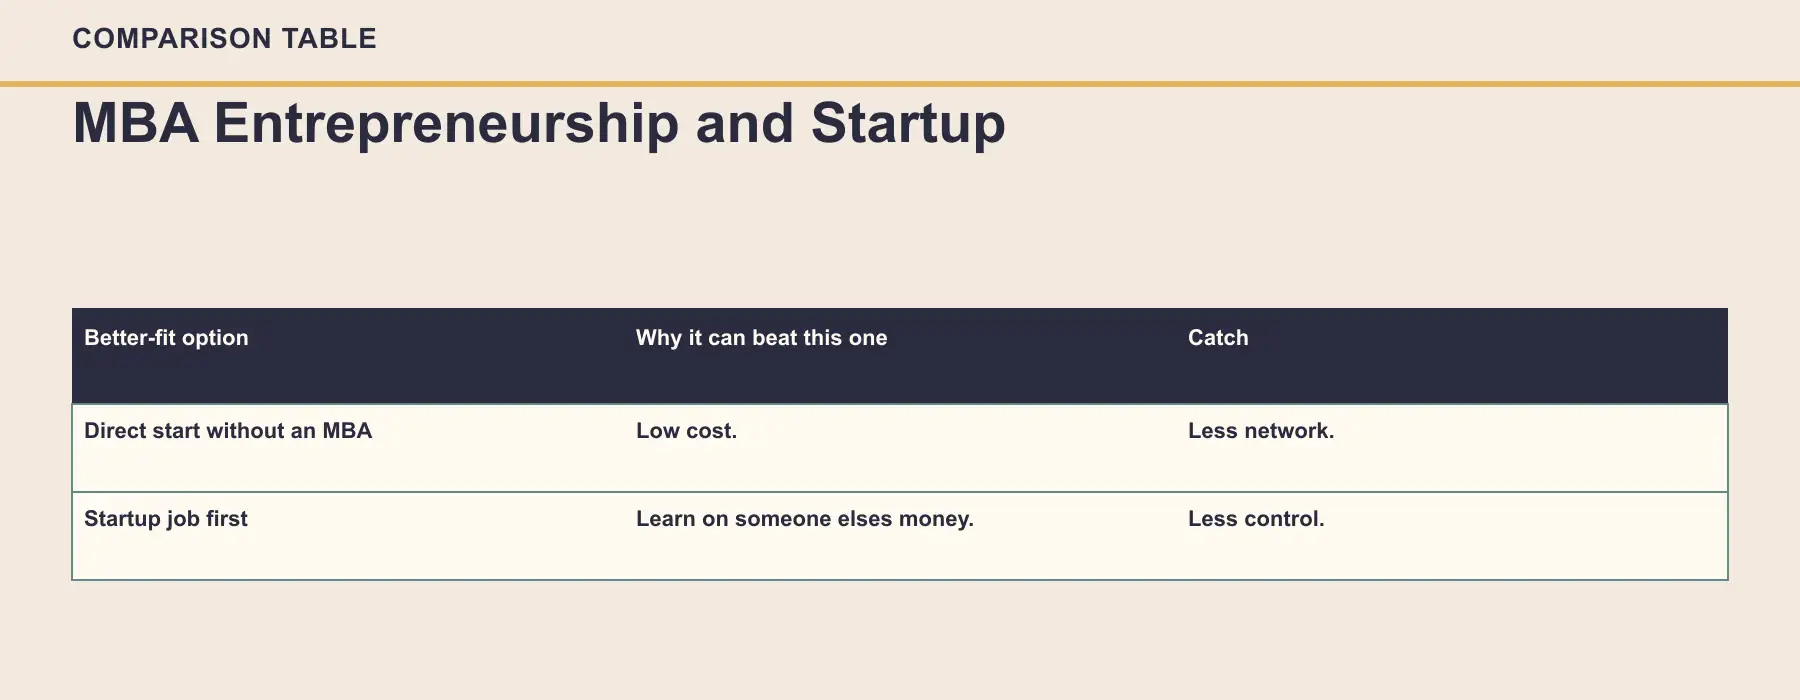 COMPARISON TABLE
MBA Entrepreneurship and Startup
Better-fit option Why it can beat this one Catch
Direct start without an MBA Low cost. Less network.
Startup job first Learn on someone elses money. Less control.